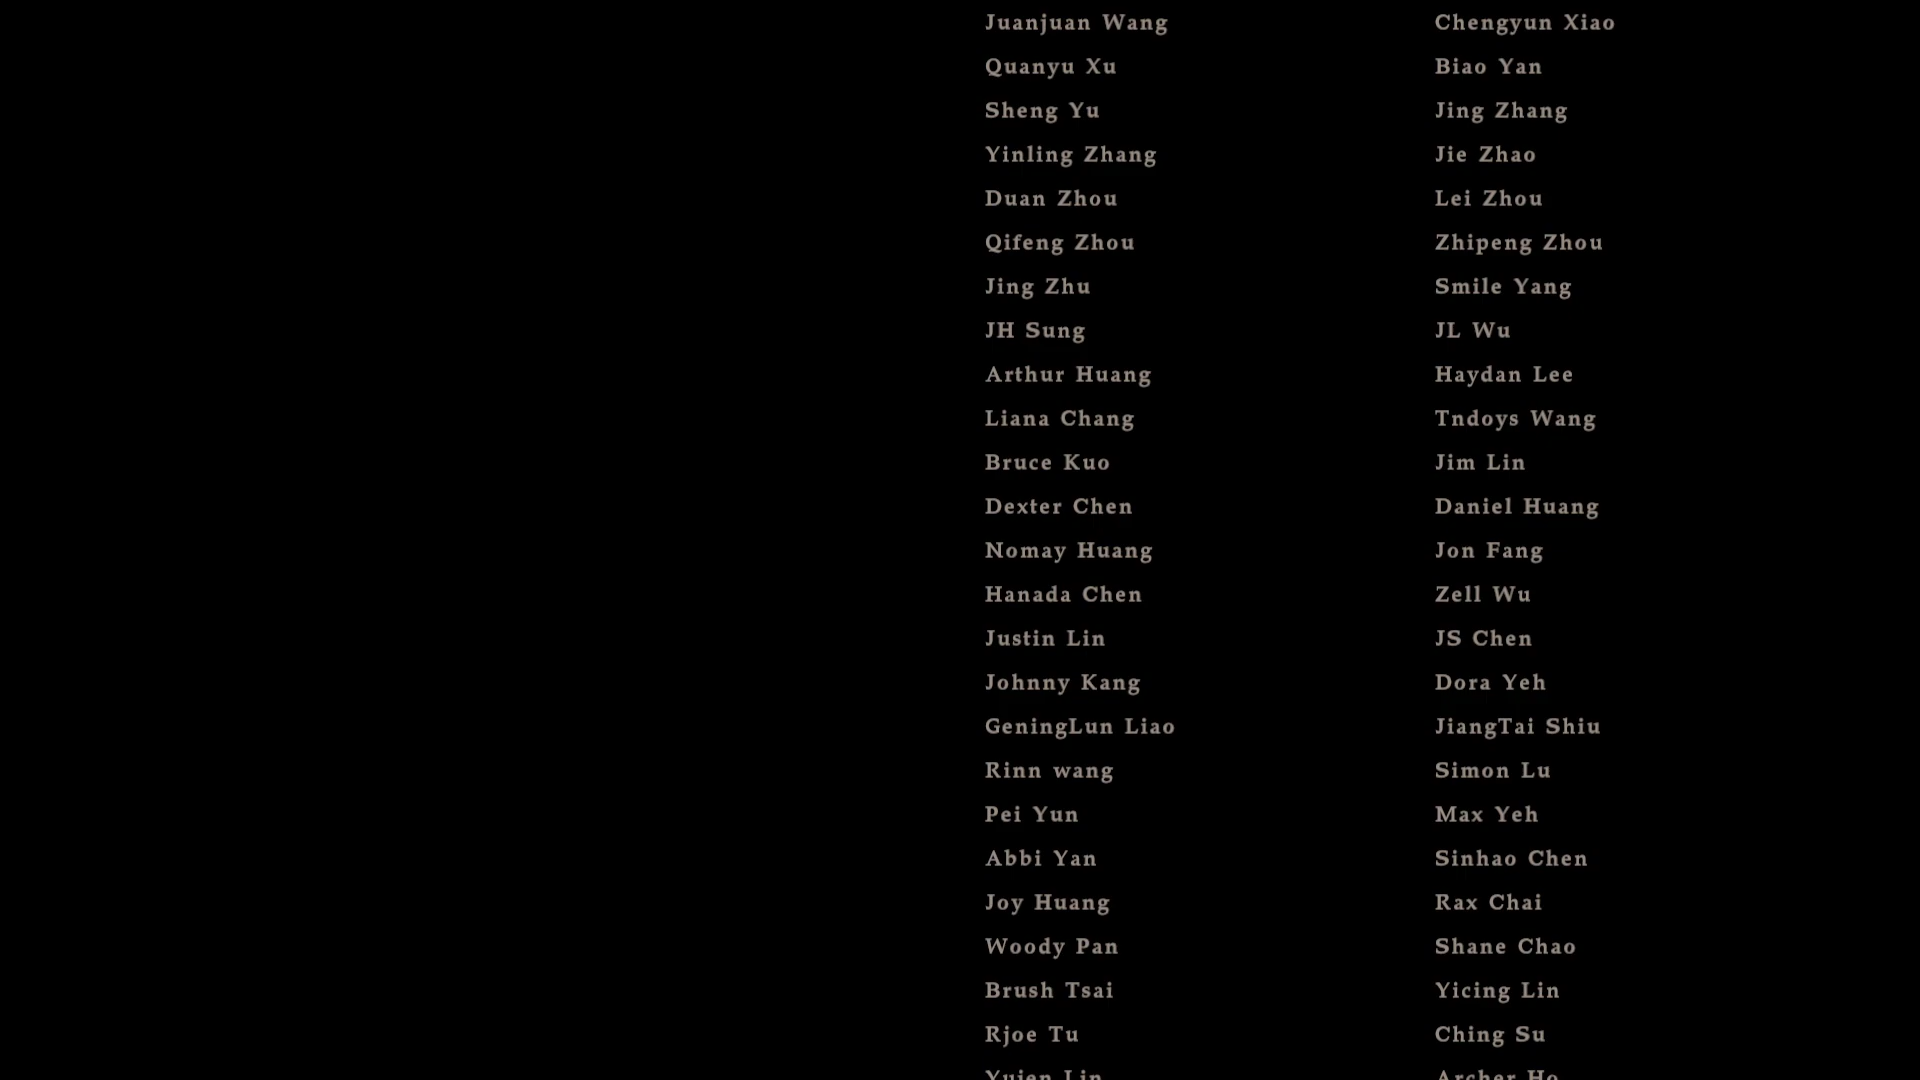 Juanjuan Wang Chengyun Xiao
Quanyu Xu Biao Yan
Sheng Yu Jing Zhang
Yinling Zhang Jie Zhao
Duan Zhou Lei Zhou
Qifeng Zhou Zhipeng Zhou
Jing Zhu Smile Yang
JH Sung JL Wu
Arthur Huang Haydan Lee
Liana Chang Tndoys Wang
Bruce Kuo Jim Lin
Dexter Chen Daniel Huang
Nomay Huang Jon Fang
Hanada Chen Zell Wu
Justin Lin JS Chen
Johnny Kang Dora Yeh
GeningLun Liao JiangTai Shiu
Rinn wang Simon Lu
Pei Yun Max Yeh
Abbi Yan Sinhao Chen
Joy Huang Rax Chai
Woody Pan Shane Chao
Brush Tsai Yicing Lin
Rjoe Tu Ching Su
Lin Archer Ho